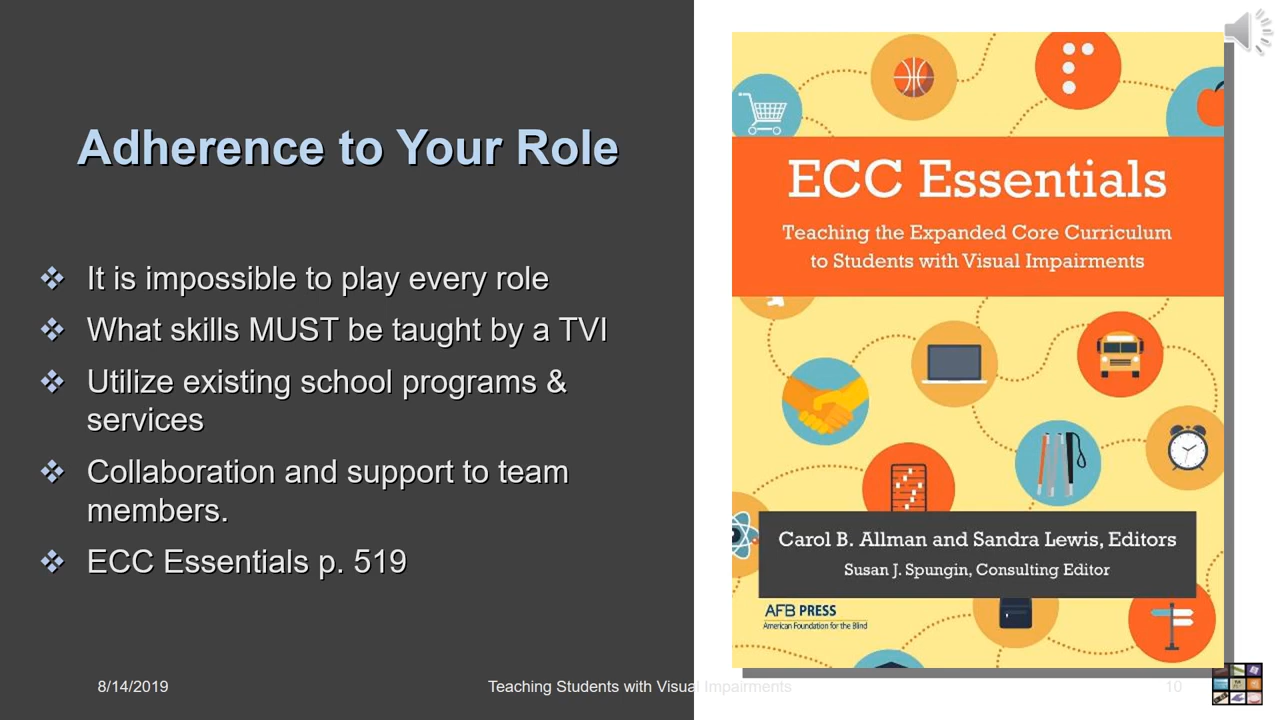 Adherence to Your Role
It is impossible to play every role
What skills MUST be taught by a TVI
Utilize existing school programs &
services
Collaboration and support to team
members.
ECC Essentials p. 519
ECC Essentials
Teaching the Expanded Core Curriculum
to Students with Visual Impairments
Carol B. Allman and Sandra Lewis, Editors
Susan J. Spungin, Consulting Editor
AFB PRESS
American Foundation for the Blind
8/14/2019
Teaching Students with Visual Impairments
10